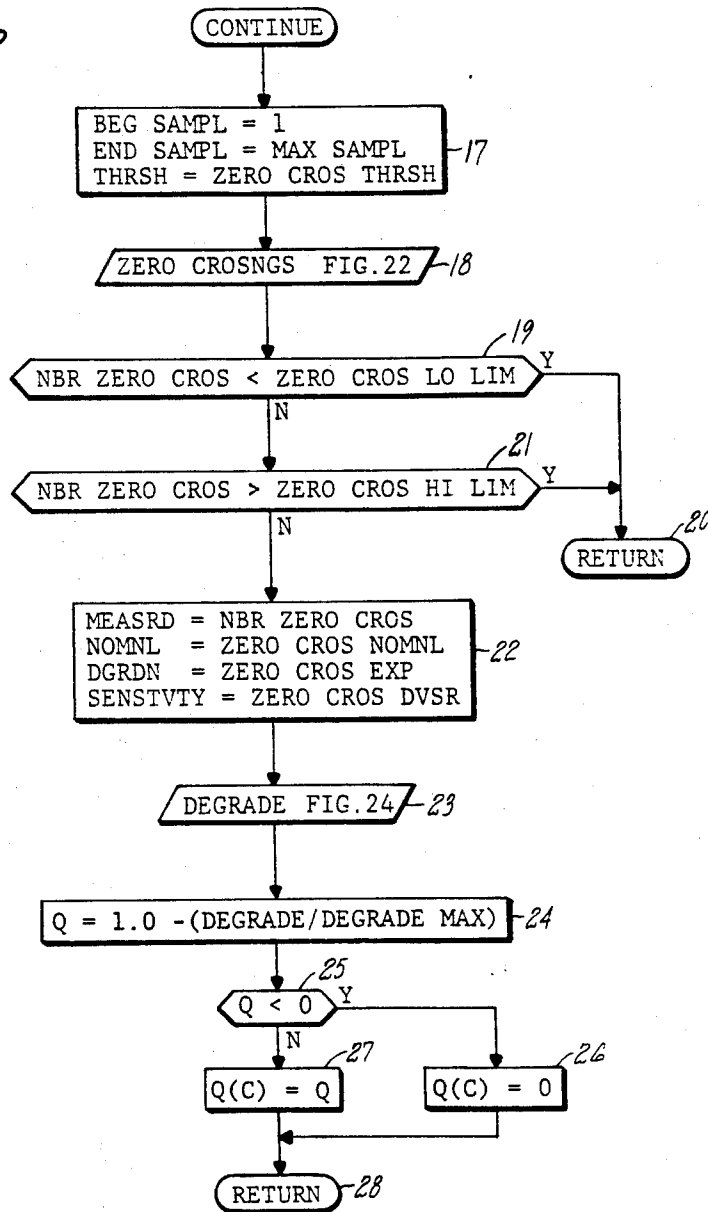 CONTINUE
BEG SAMPL = 1
END SAMPL = MAX SAMPL
THRSH = ZERO CROS THRSH
17
ZERO CROSNGS FIG.22
18
19
NBR ZERO CROS < ZERO CROS LO LIM
Y
N
21
NBR ZERO CROS > ZERO CROS HI LIM
Y
N
20
RETURN
MEASRD = NBR ZERO CROS
NOMNL = ZERO CROS NOMNL
DGRDN = ZERO CROS EXP
SENSTVTY = ZERO CROS DVSR
22
DEGRADE FIG.24
23
Q = 1.0 -(DEGRADE/DEGRADE MAX)
24
25
Q < 0
Y
N
27
Q(C) = Q
26
Q(C) = 0
RETURN
28